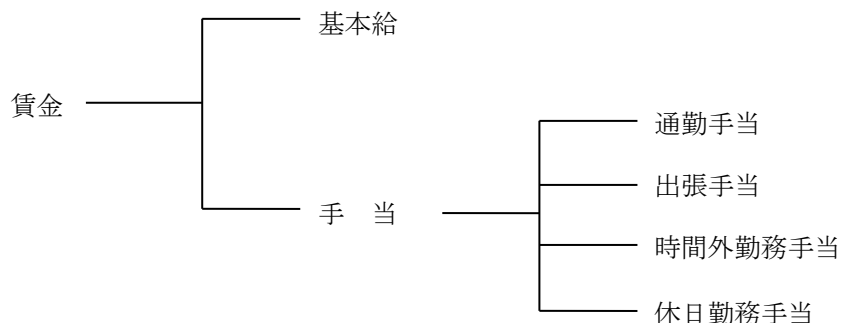 基本給
賃金
通勤手当
出張手当
手　当
時間外勤務手当
休日勤務手当